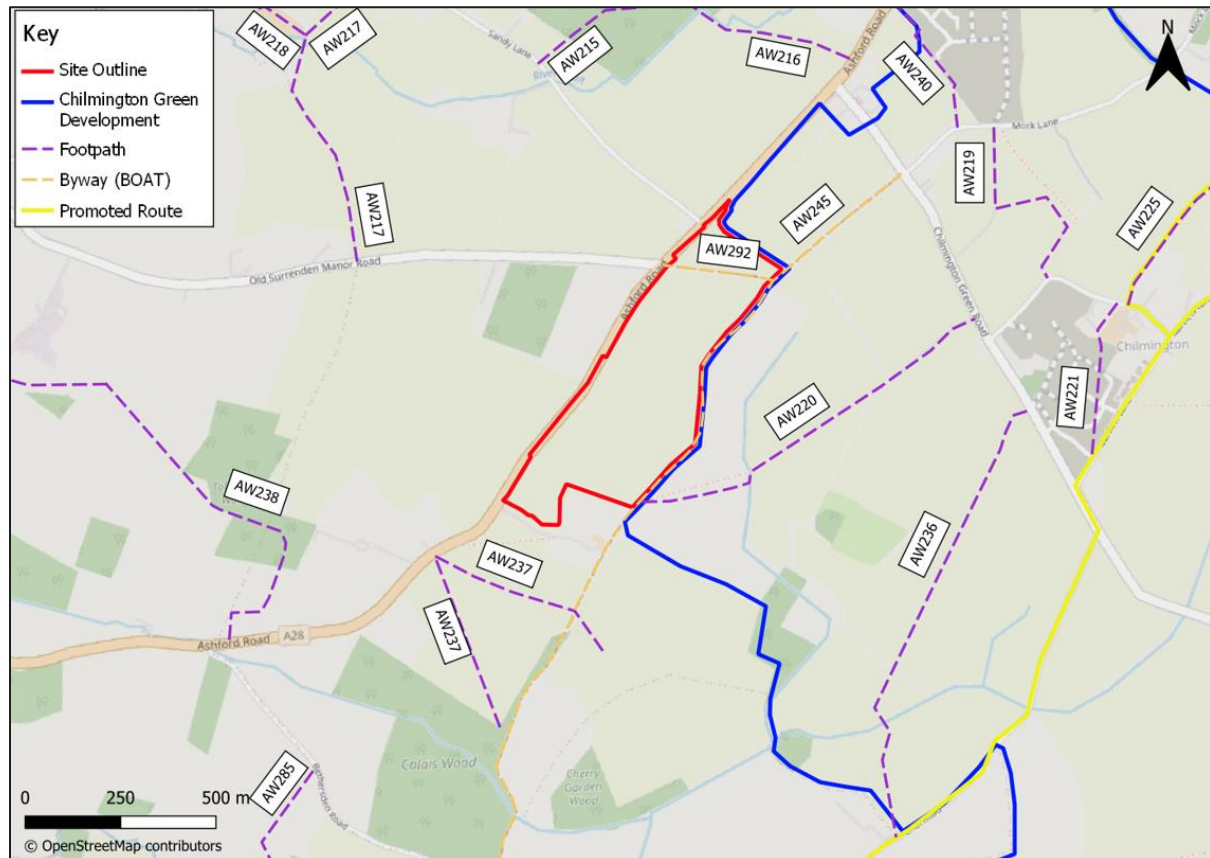 Key
Site Outline
Chilmington Green
Development
Footpath
Byway (BOAT)
Promoted Route
AW218
AW217
Sandy Lane
AW215
AW216
Ashford Road
AW240
N
Mock Lane
AW219
AW217
AW245
AW225
AW292
Old Surrenden Manor Road
Ashford Road
Chilmington Green Road
Chilmington
AW220
AW221
AW238
AW236
AW237
AW237
Ashford Road
A28
Colais Wood
Cherry
Garden
Wood
AW285
Bethersden Road
0 250 500 m
© OpenStreetMap contributors